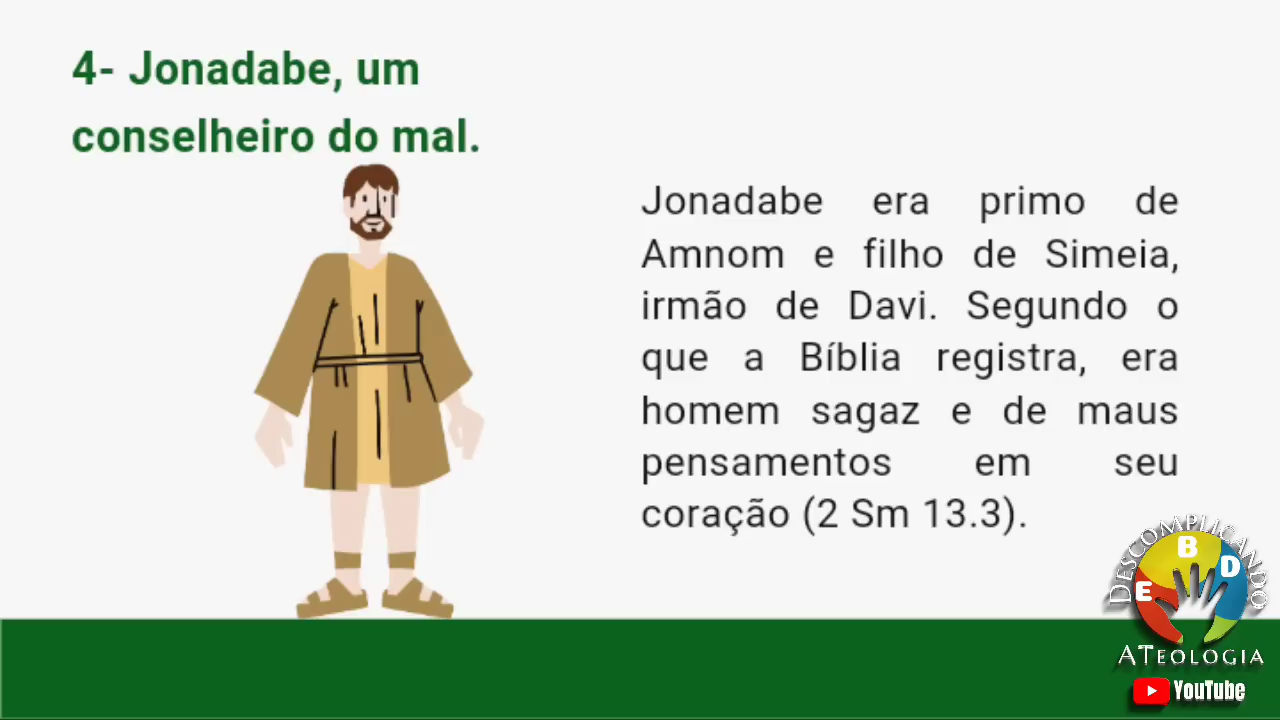 4- Jonadabe, um
conselheiro do mal.
Jonadabe era primo de
Amnom e filho de Simeia,
irmão de Davi. Segundo o
que a Bíblia registra, era
homem sagaz e de maus
pensamentos em seu
coração (2 Sm 13.3).
DESCOMPLICANDO
E B D
ATEOLOGIA
YouTube